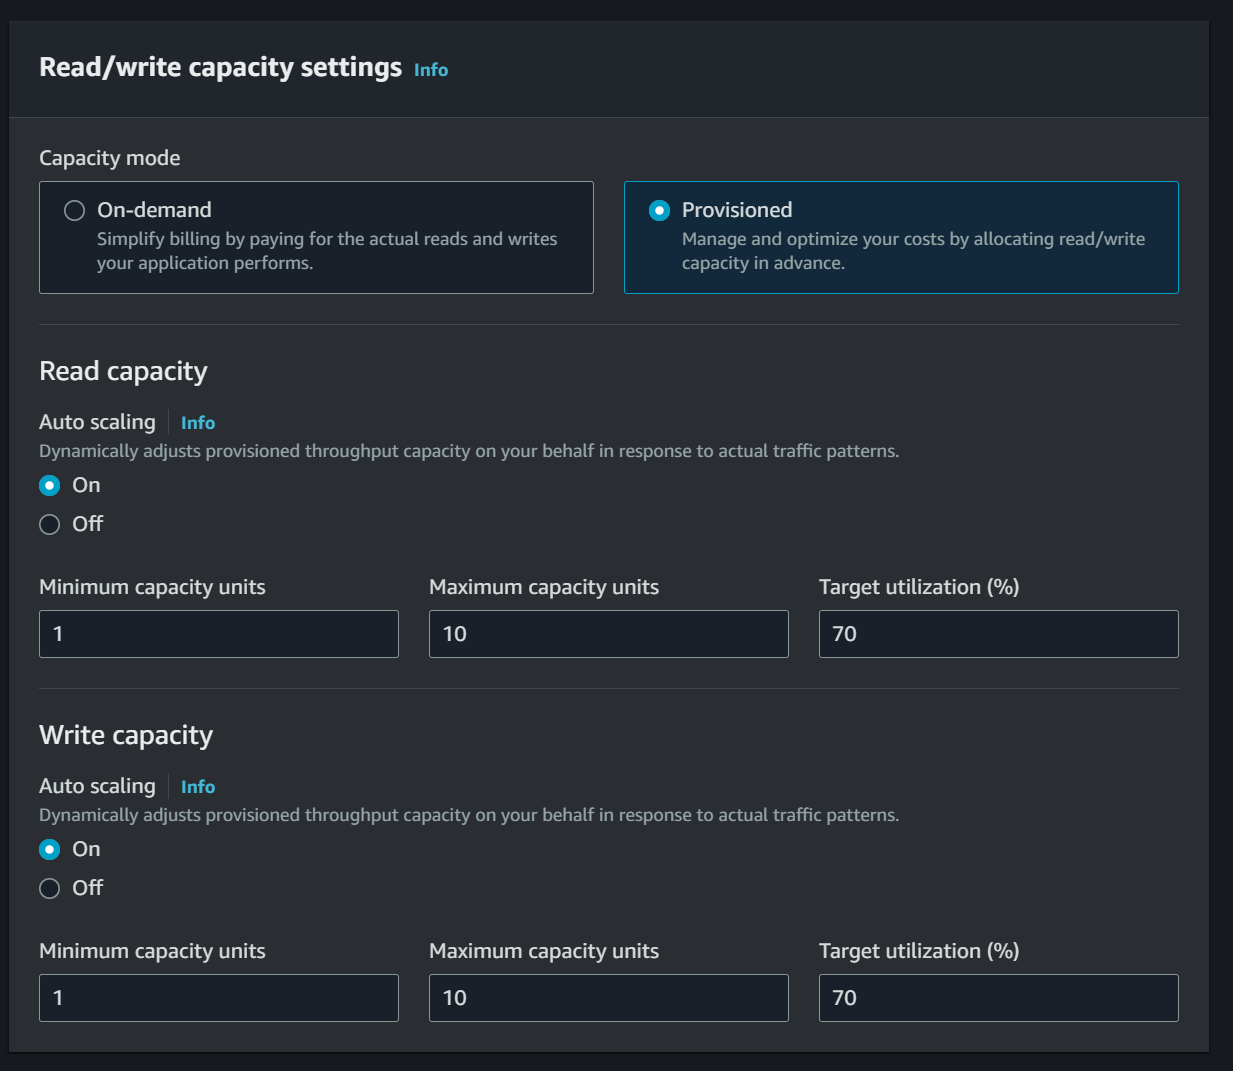 Read/write capacity settings Info
Capacity mode
On-demand
Simplify billing by paying for the actual reads and writes
your application performs.
Provisioned
Manage and optimize your costs by allocating read/write
capacity in advance.
Read capacity
Auto scaling Info
Dynamically adjusts provisioned throughput capacity on your behalf in response to actual traffic patterns.
On
Off
Minimum capacity units Maximum capacity units Target utilization (%)
1 10 70
Write capacity
Auto scaling Info
Dynamically adjusts provisioned throughput capacity on your behalf in response to actual traffic patterns.
On
Off
Minimum capacity units Maximum capacity units Target utilization (%)
1 10 70